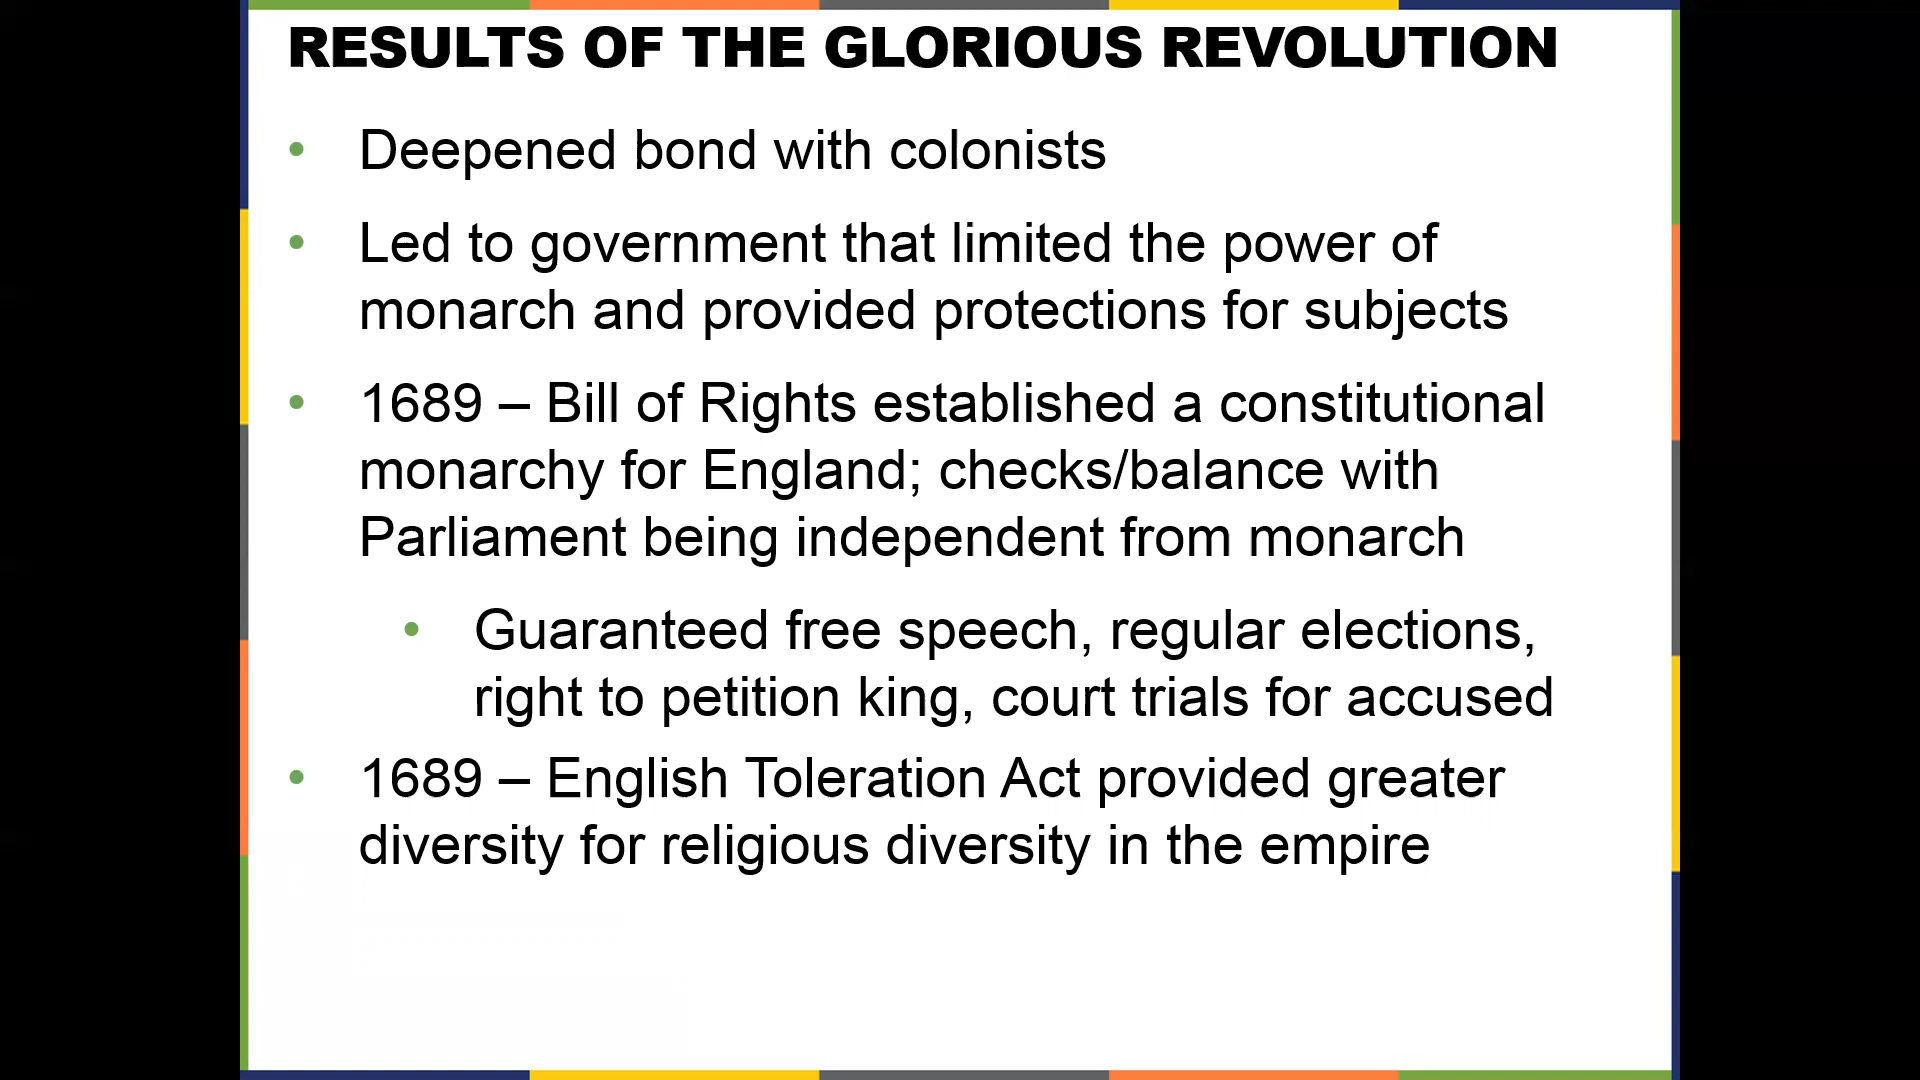 RESULTS OF THE GLORIOUS REVOLUTION
• Deepened bond with colonists
• Led to government that limited the power of
monarch and provided protections for subjects
• 1689 – Bill of Rights established a constitutional
monarchy for England; checks/balance with
Parliament being independent from monarch
• Guaranteed free speech, regular elections,
right to petition king, court trials for accused
• 1689 – English Toleration Act provided greater
diversity for religious diversity in the empire